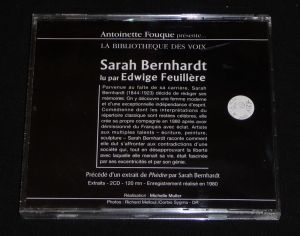 Antoinette Fouque présente...
LA BIBLIOTHEQUE DES VOIX
Sarah Bernhardt
lu par Edwige Feuillère
Parvenue au faite de sa carrière, Sarah
Bernhardt (1844-1923) décide de rédiger ses
mémoires. On y découvre une femme moderne
et d'une exceptionnelle indépendance d'esprit.
Comédienne dont les interprétations du
répertoire classique sont restées célèbres, elle
crée sa propre compagnie en 1880 après avoir
démissionné du Français avec éclat. Artiste
aux multiples talents - écriture, peinture,
sculpture - Sarah Bernhardt raconte comment
elle dut s'affronter aux contradictions d'une
société qui, tout en désapprouvant la liberté
avec laquelle elle menait sa vie, était fascinée
par ses excentricités et par son génie.
Précédé d'un extrait de Phèdre par Sarah Bernhardt
Extraits - 2CD - 120 mn - Enregistrement réalisé en 1980
Réalisation : Michelle Muller
Photos : Richard Melloul/Corbis Sygma - DR